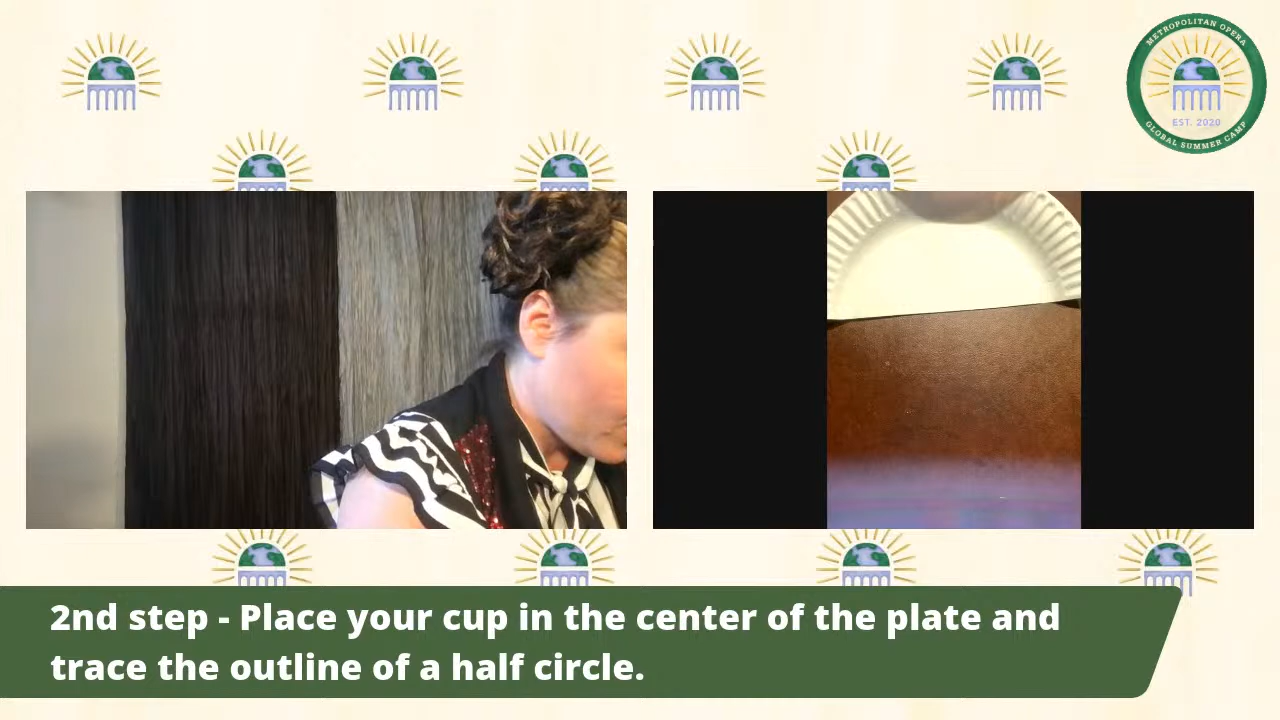 METROPOLITAN OPERA
EST. 2020
GLOBAL SUMMER CAMP
2nd step - Place your cup in the center of the plate and
trace the outline of a half circle.